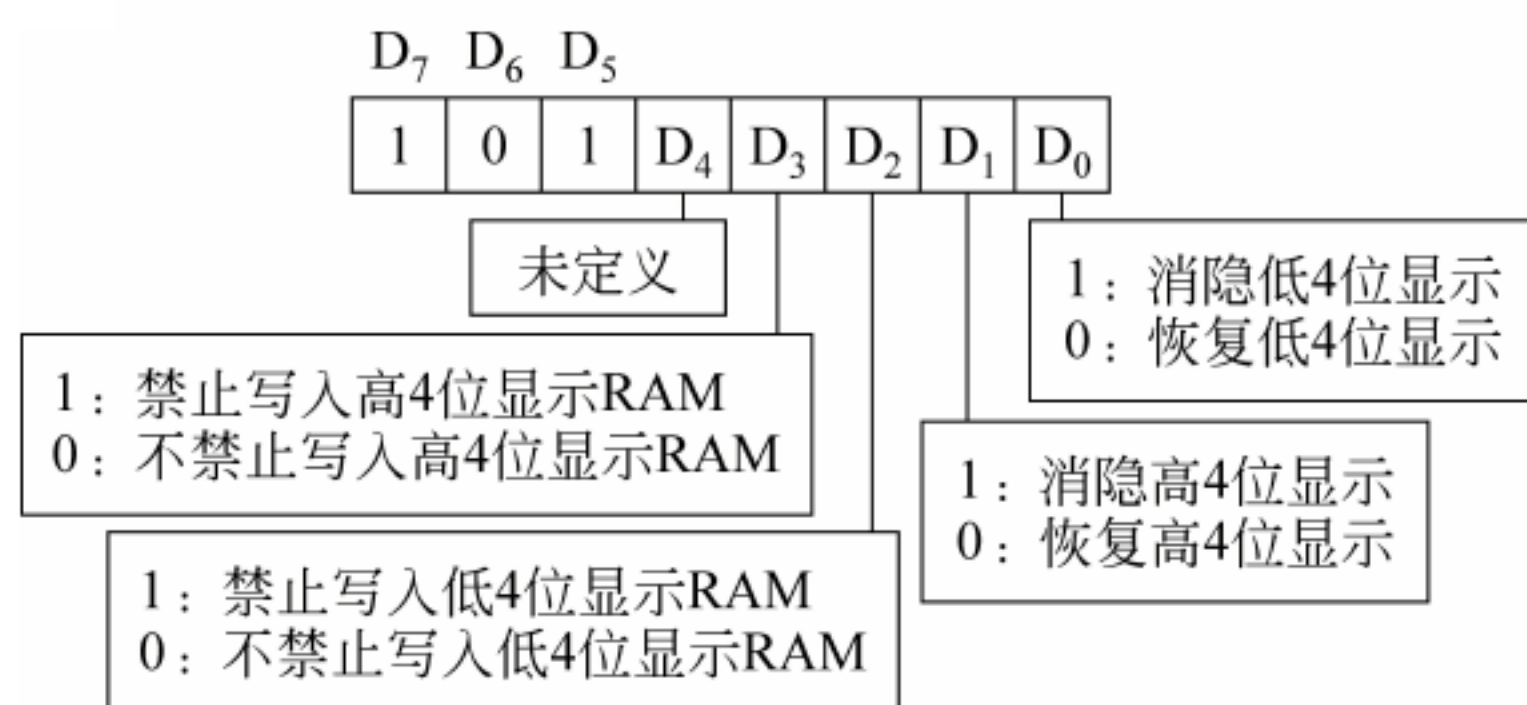 D₇ D₆ D₅
1 0 1 D₄ D₃ D₂ D₁ D₀
未定义
1：消隐低4位显示
0：恢复低4位显示
1：禁止写入高4位显示RAM
0：不禁止写入高4位显示RAM
1：消隐高4位显示
0：恢复高4位显示
1：禁止写入低4位显示RAM
0：不禁止写入低4位显示RAM